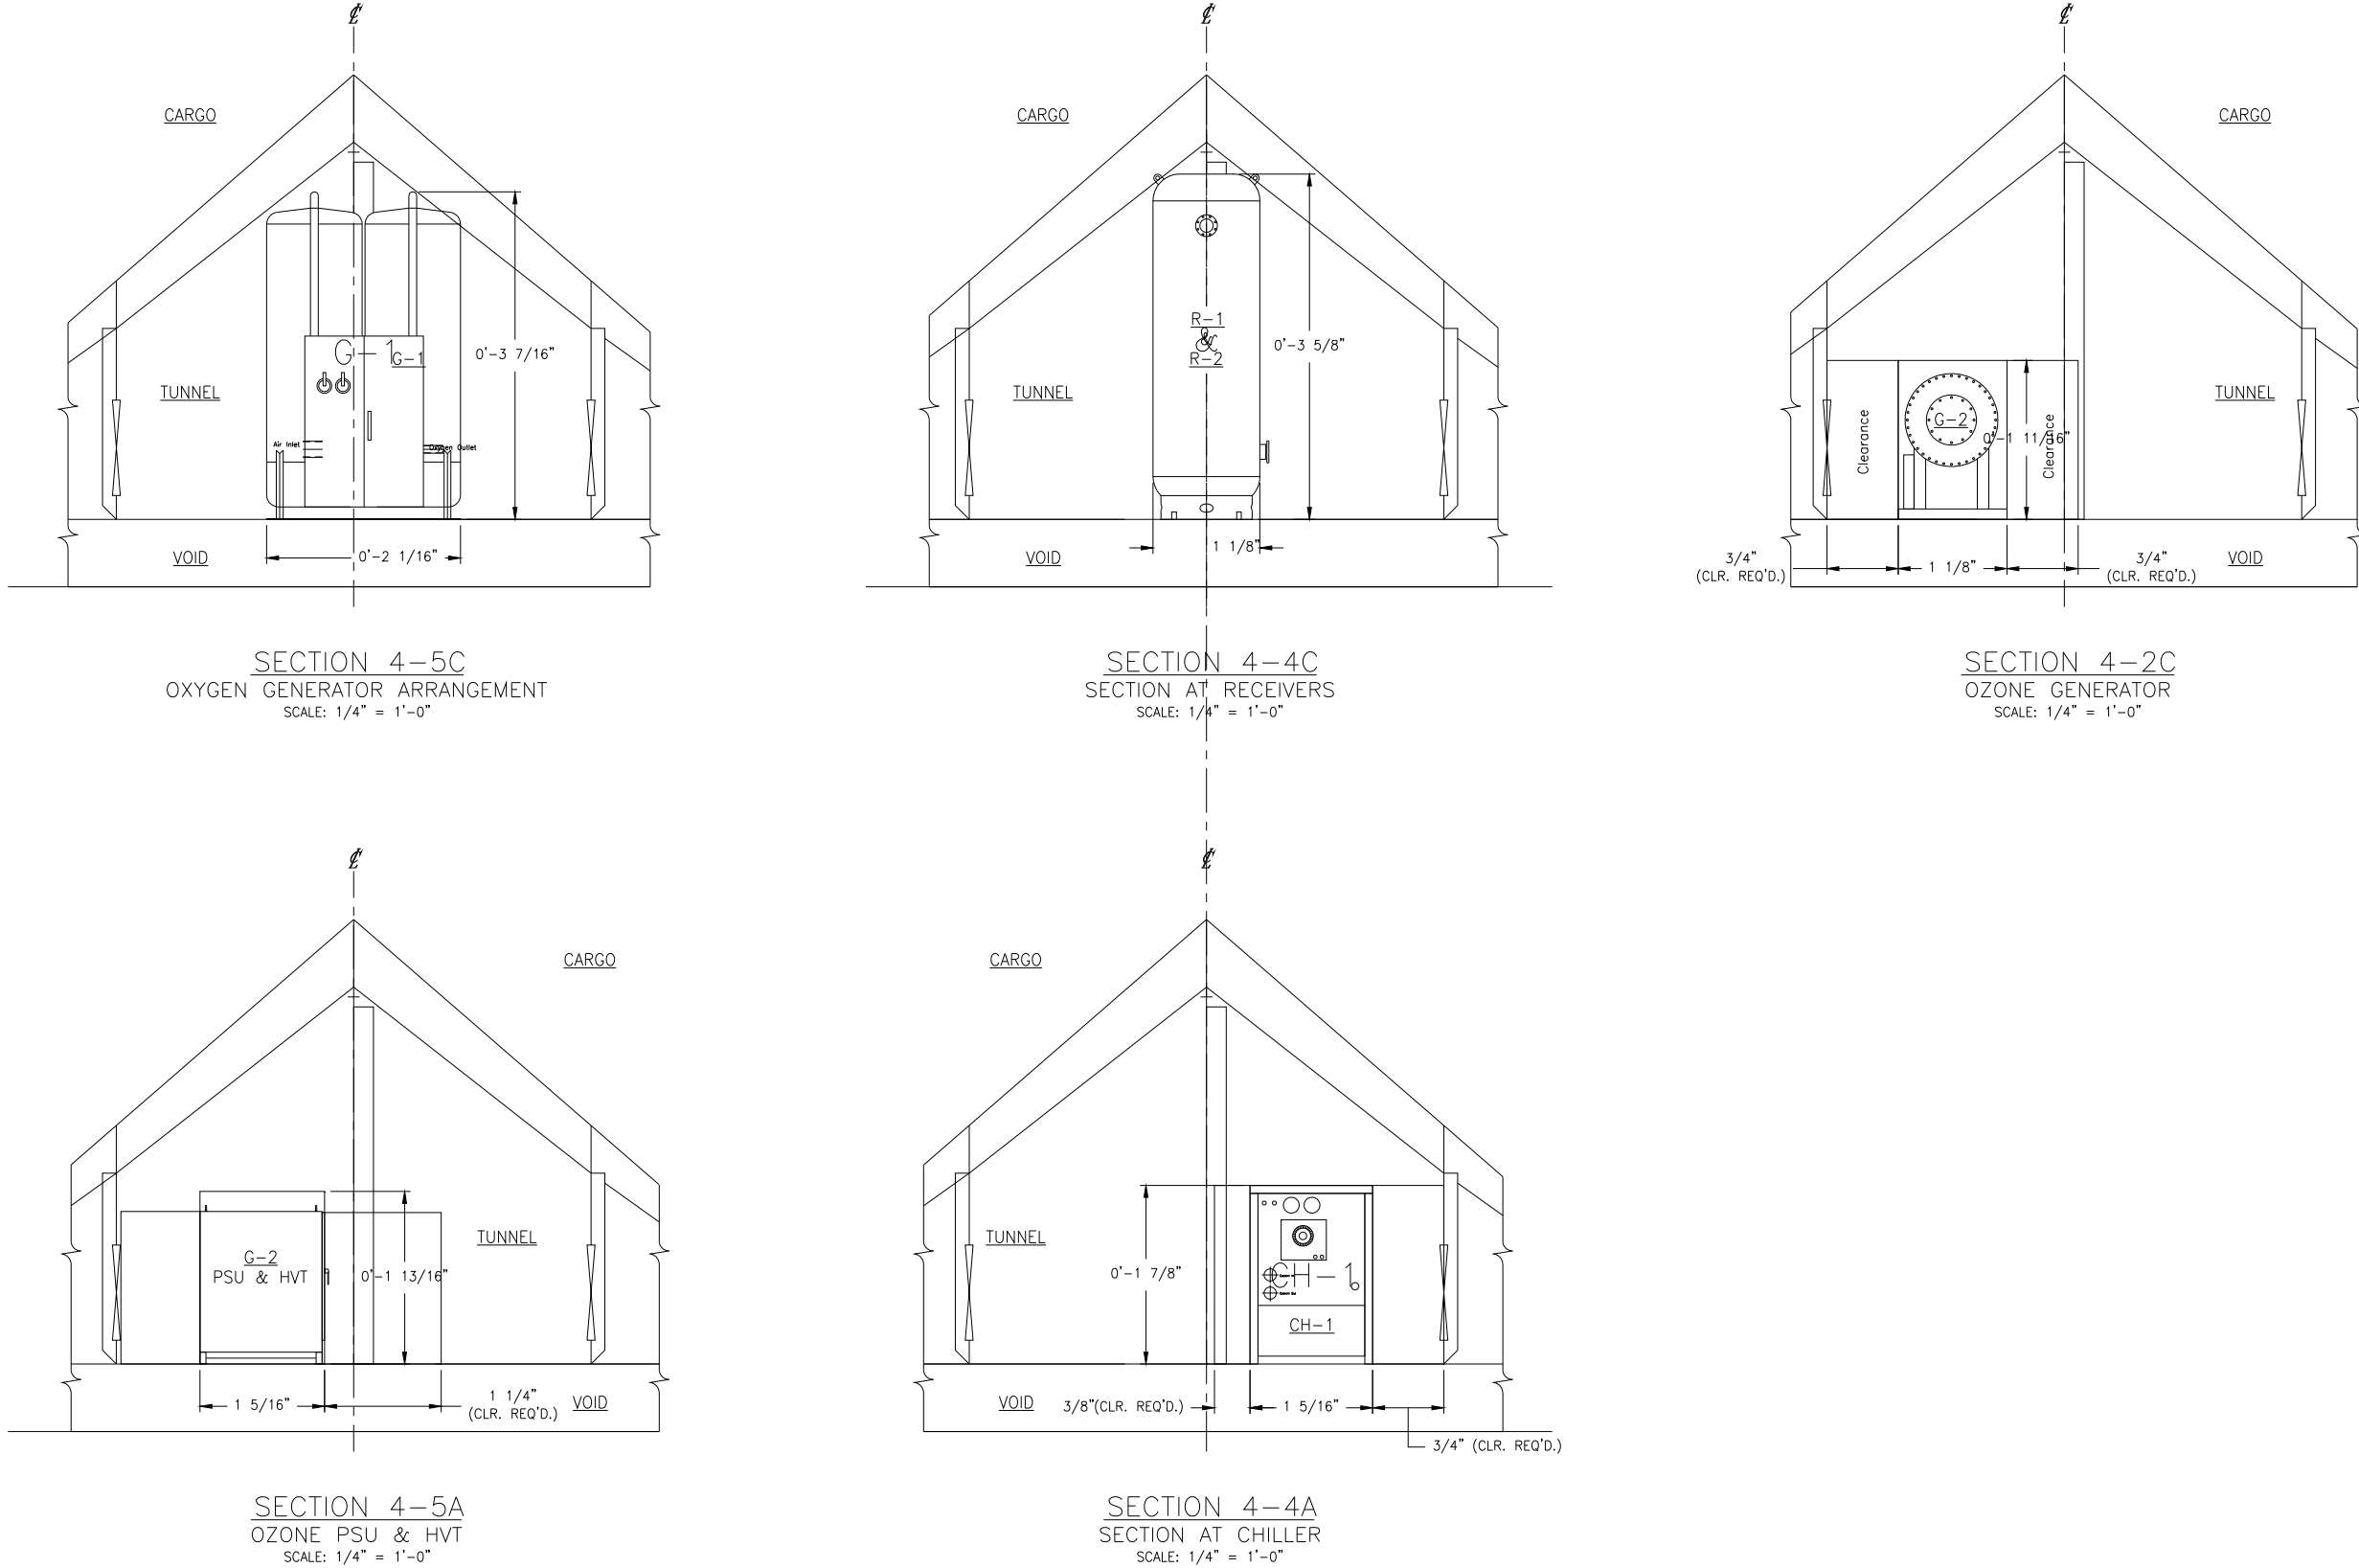 ℄
CARGO
G-1
G-1
0'-3 7/16"
TUNNEL
Air Inlet
Oxygen Outlet
VOID
0'-2 1/16"
SECTION 4-5C
OXYGEN GENERATOR ARRANGEMENT
SCALE: 1/4" = 1'-0"
℄
CARGO
R-1
&
R-2
0'-3 5/8"
TUNNEL
VOID
1 1/8"
SECTION 4-4C
SECTION AT RECEIVERS
SCALE: 1/4" = 1'-0"
℄
CARGO
TUNNEL
Clearance
G-2
0'-1 11/16"
Clearance
3/4"
(CLR. REQ'D.)
1 1/8"
3/4"
(CLR. REQ'D.)
VOID
SECTION 4-2C
OZONE GENERATOR
SCALE: 1/4" = 1'-0"
℄
CARGO
TUNNEL
G-2
PSU & HVT
0'-1 13/16"
1 5/16"
1 1/4"
(CLR. REQ'D.)
VOID
SECTION 4-5A
OZONE PSU & HVT
SCALE: 1/4" = 1'-0"
℄
CARGO
TUNNEL
0'-1 7/8"
CH-1
CH-1
VOID
3/8"(CLR. REQ'D.)
1 5/16"
3/4" (CLR. REQ'D.)
SECTION 4-4A
SECTION AT CHILLER
SCALE: 1/4" = 1'-0"